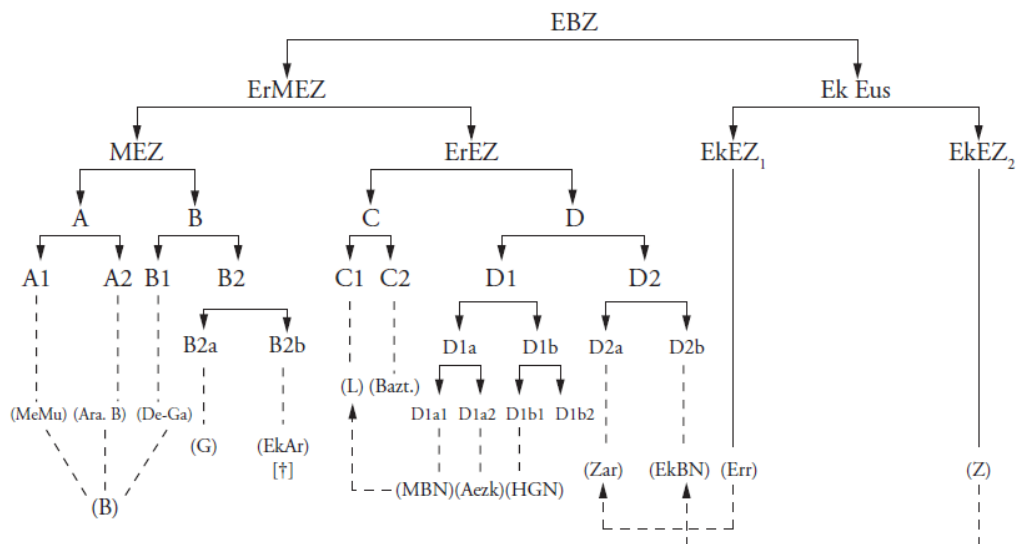 EBZ
ErMEZ Ek Eus
MEZ ErEZ EkEZ₁ EkEZ₂
A B C D
A1 A2 B1 B2 C1 C2 D1 D2
B2a B2b D1a D1b D2a D2b
(L) (Bazt.)
(MeMu) (Ara. B) (De-Ga) D1a1 D1a2 D1b1 D1b2
(G) (EkAr) (Zar) (EkBN) (Err) (Z)
[†]
(MBN) (Aezk) (HGN)
(B)